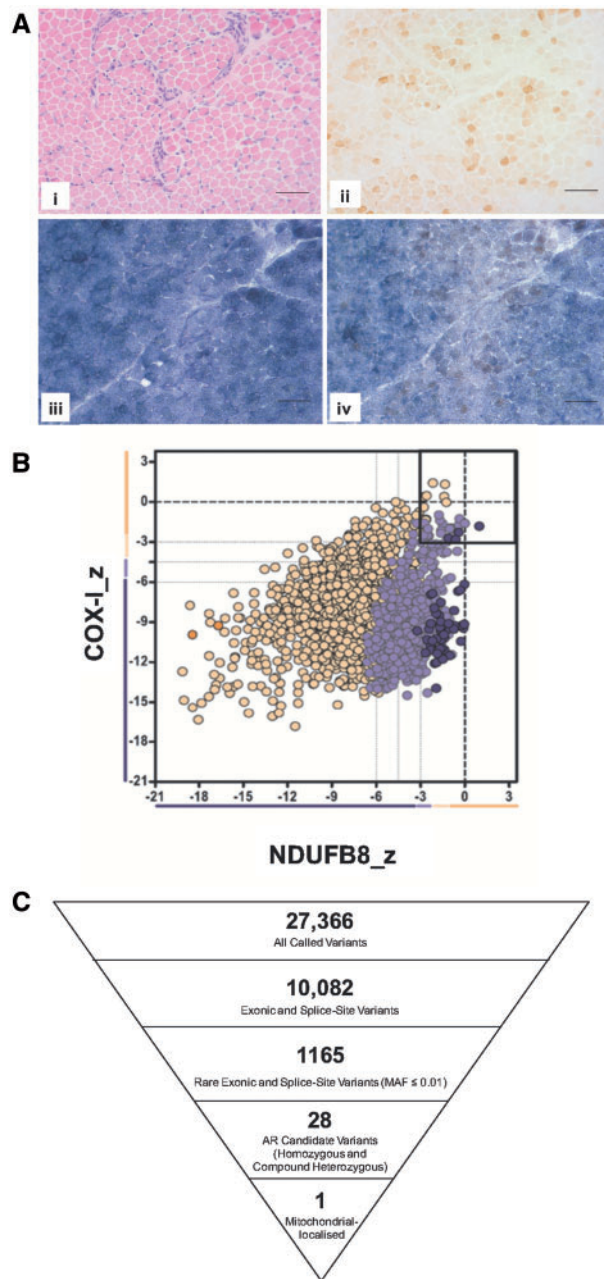 A
i
ii
iii
iv
B
3
0
-3
-6
-9
-12
-15
-18
-21
COX-I_z
-21 -18 -15 -12 -9 -6 -3 0 3
NDUFB8_z
C
27,366
All Called Variants
10,082
Exonic and Splice-Site Variants
1165
Rare Exonic and Splice-Site Variants (MAF ≤ 0.01)
28
AR Candidate Variants
(Homozygous and
Compound Heterozygous)
1
Mitochondrial-
localised